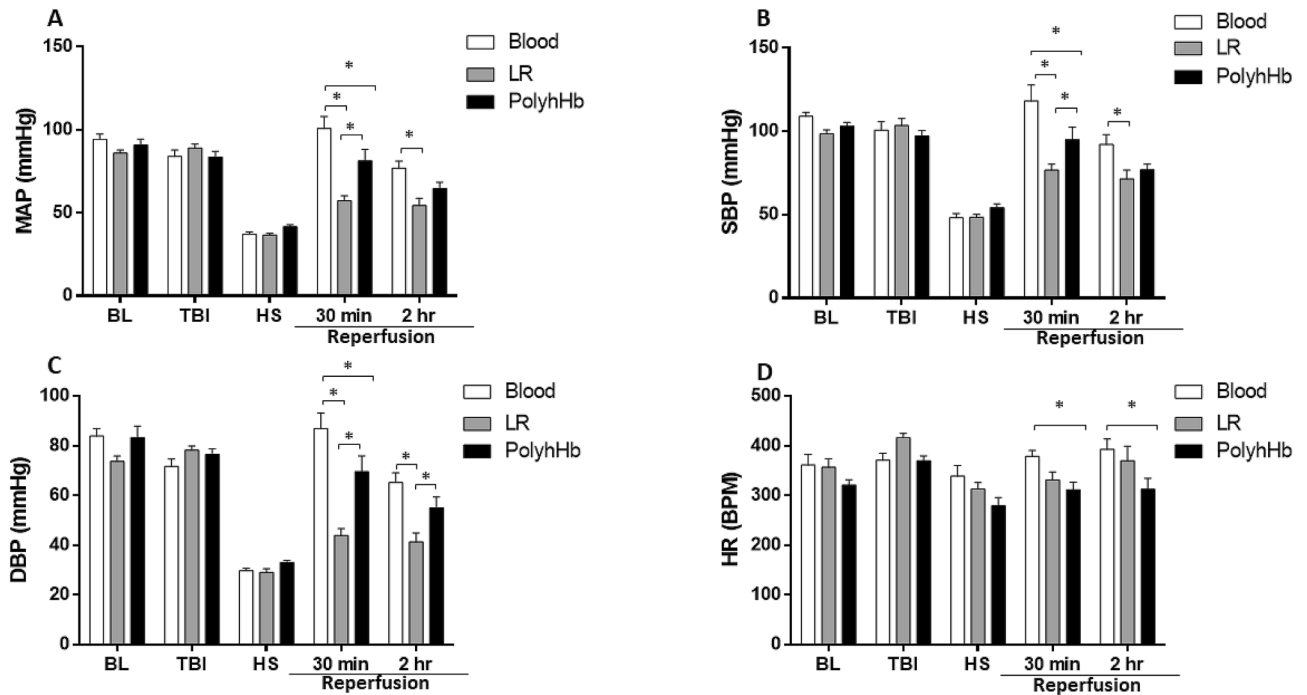 A
MAP (mmHg)
150
100
50
0
*
*
*
*
Blood
LR
PolyhHb
BL TBI HS 30 min 2 hr
Reperfusion
B
SBP (mmHg)
150
100
50
0
*
*
*
*
Blood
LR
PolyhHb
BL TBI HS 30 min 2 hr
Reperfusion
C
DBP (mmHg)
100
80
60
40
20
0
*
*
*
*
*
Blood
LR
PolyhHb
BL TBI HS 30 min 2 hr
Reperfusion
D
HR (BPM)
500
400
300
200
100
0
* *
Blood
LR
PolyhHb
BL TBI HS 30 min 2 hr
Reperfusion